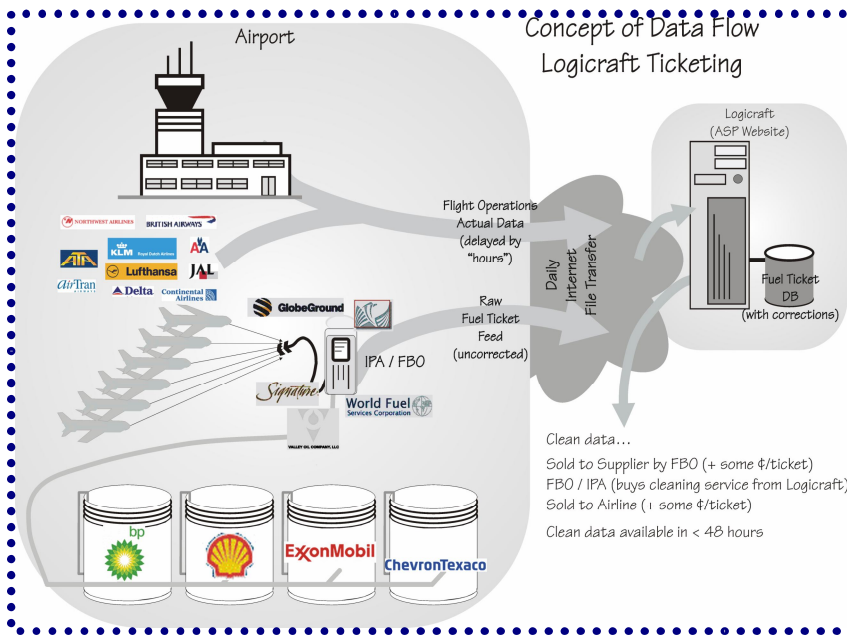 Concept of Data Flow
Logicraft Ticketing
Airport
Logicraft
(ASP Website)
NORTHWEST AIRLINES
BRITISH AIRWAYS
ATA
KLM
Royal Dutch Airlines
AA
Lufthansa
JAL
airTran
AIRWAYS
Delta
Continental
Airlines
Flight Operations
Actual Data
(delayed by
“hours”)
Daily
Internet
File Transfer
Fuel Ticket
DB
(with corrections)
GlobeGround
Raw
Fuel Ticket
Feed
(uncorrected)
IPA / FBO
Signature
World Fuel
Services Corporation
VALLEY OIL COMPANY, LLC
Clean data...
Sold to Supplier by FBO (+ some ¢/ticket)
FBO / IPA (buys cleaning service from Logicraft)
Sold to Airline (+ some ¢/ticket)
Clean data available in < 48 hours
bp
ExxonMobil
ChevronTexaco